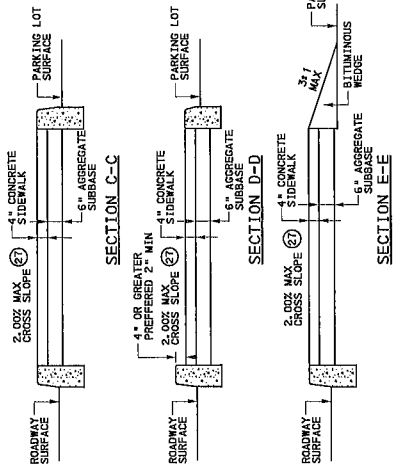 2.00% MAX (27)
CROSS SLOPE
4" CONCRETE
SIDEWALK
PARKING LOT
SURFACE
ROADWAY
SURFACE
6" AGGREGATE
SUBBASE
SECTION C-C
4" OR GREATER
PREFFERED 2" MIN
2.00% MAX (27)
CROSS SLOPE
4" CONCRETE
SIDEWALK
PARKING LOT
SURFACE
ROADWAY
SURFACE
6" AGGREGATE
SUBBASE
SECTION D-D
2.00% MAX (27)
CROSS SLOPE
4" CONCRETE
SIDEWALK
3:1
MAX
ROADWAY
SURFACE
6" AGGREGATE
SUBBASE
BITUMINOUS
WEDGE
SECTION E-E